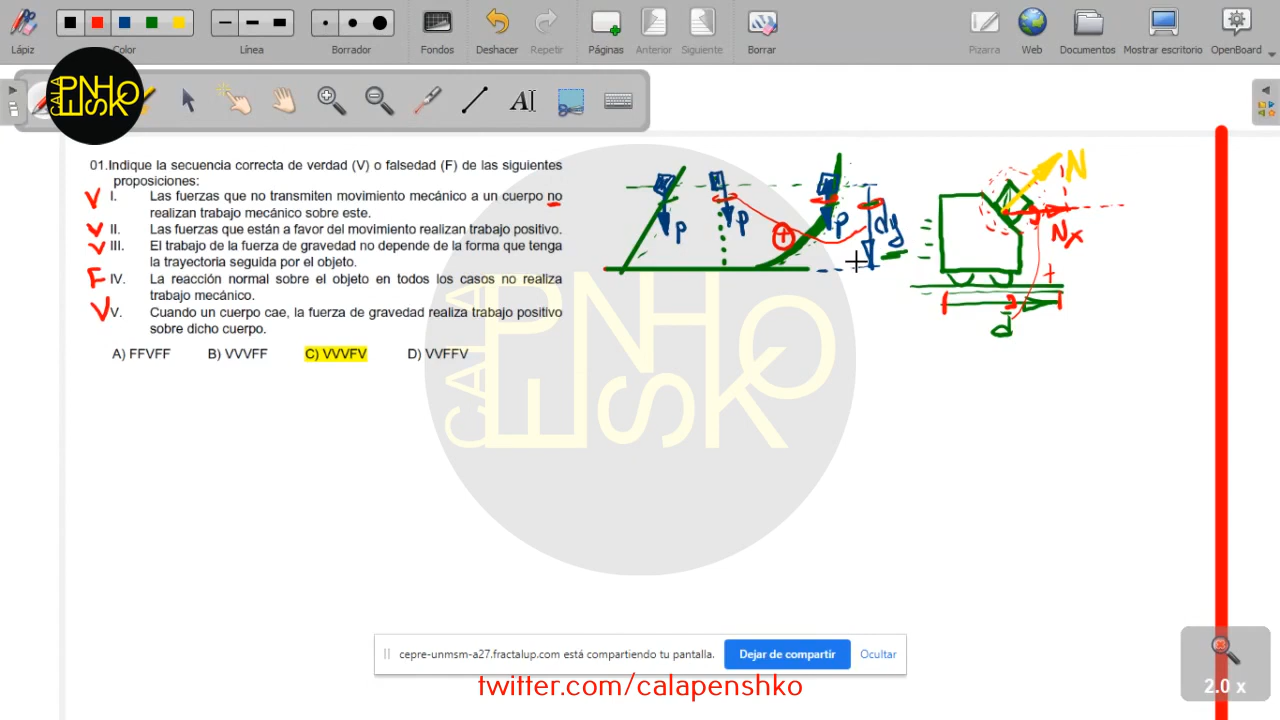 Lápiz
Color
Línea
Borrador
Fondos
Deshacer
Repetir
Páginas
Anterior
Siguiente
Borrar
Pizarra
Web
Documentos
Mostrar escritorio
OpenBoard
CALA
PENSHKO
AI
01.Indique la secuencia correcta de verdad (V) o falsedad (F) de las siguientes
proposiciones:
V I. Las fuerzas que no transmiten movimiento mecánico a un cuerpo no
realizan trabajo mecánico sobre este.
V II. Las fuerzas que están a favor del movimiento realizan trabajo positivo.
V III. El trabajo de la fuerza de gravedad no depende de la forma que tenga
la trayectoria seguida por el objeto.
F IV. La reacción normal sobre el objeto en todos los casos no realiza
trabajo mecánico.
V V. Cuando un cuerpo cae, la fuerza de gravedad realiza trabajo positivo
sobre dicho cuerpo.
A) FFVFF B) VVVFF C) VVVFV D) VVFFV
P
P
P
+
dy
N
Nx
+
d
CALA
PENSHKO
cepre-unmsm-a27.fractalup.com está compartiendo tu pantalla.
Dejar de compartir
Ocultar
twitter.com/calapenshko
2.0 x